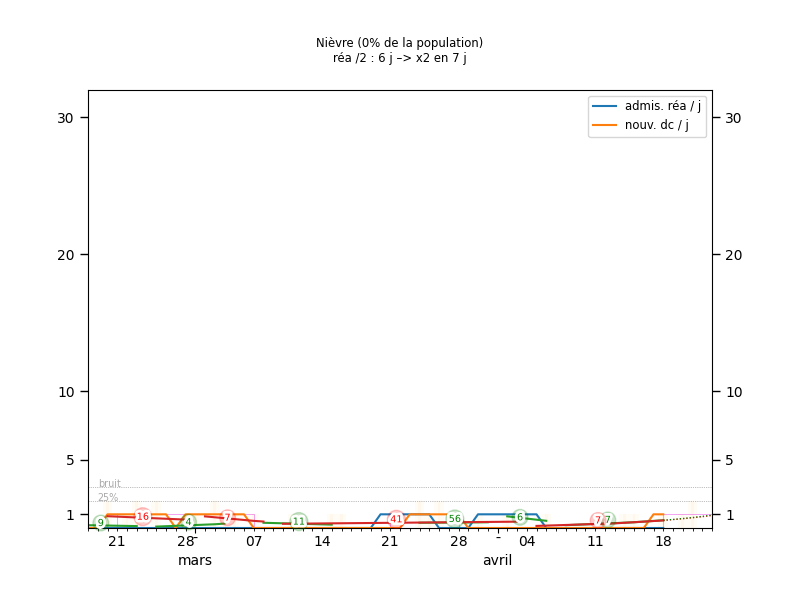 Nièvre (0% de la population)
réa /2 : 6 j –> x2 en 7 j
admis. réa / j
nouv. dc / j
30 30
20 20
10 10
5 5
bruit
25%
1 1
9 16 4 7 11 41 56 6 7 7
21 28 07 14 21 28 - 04 11 18
mars avril